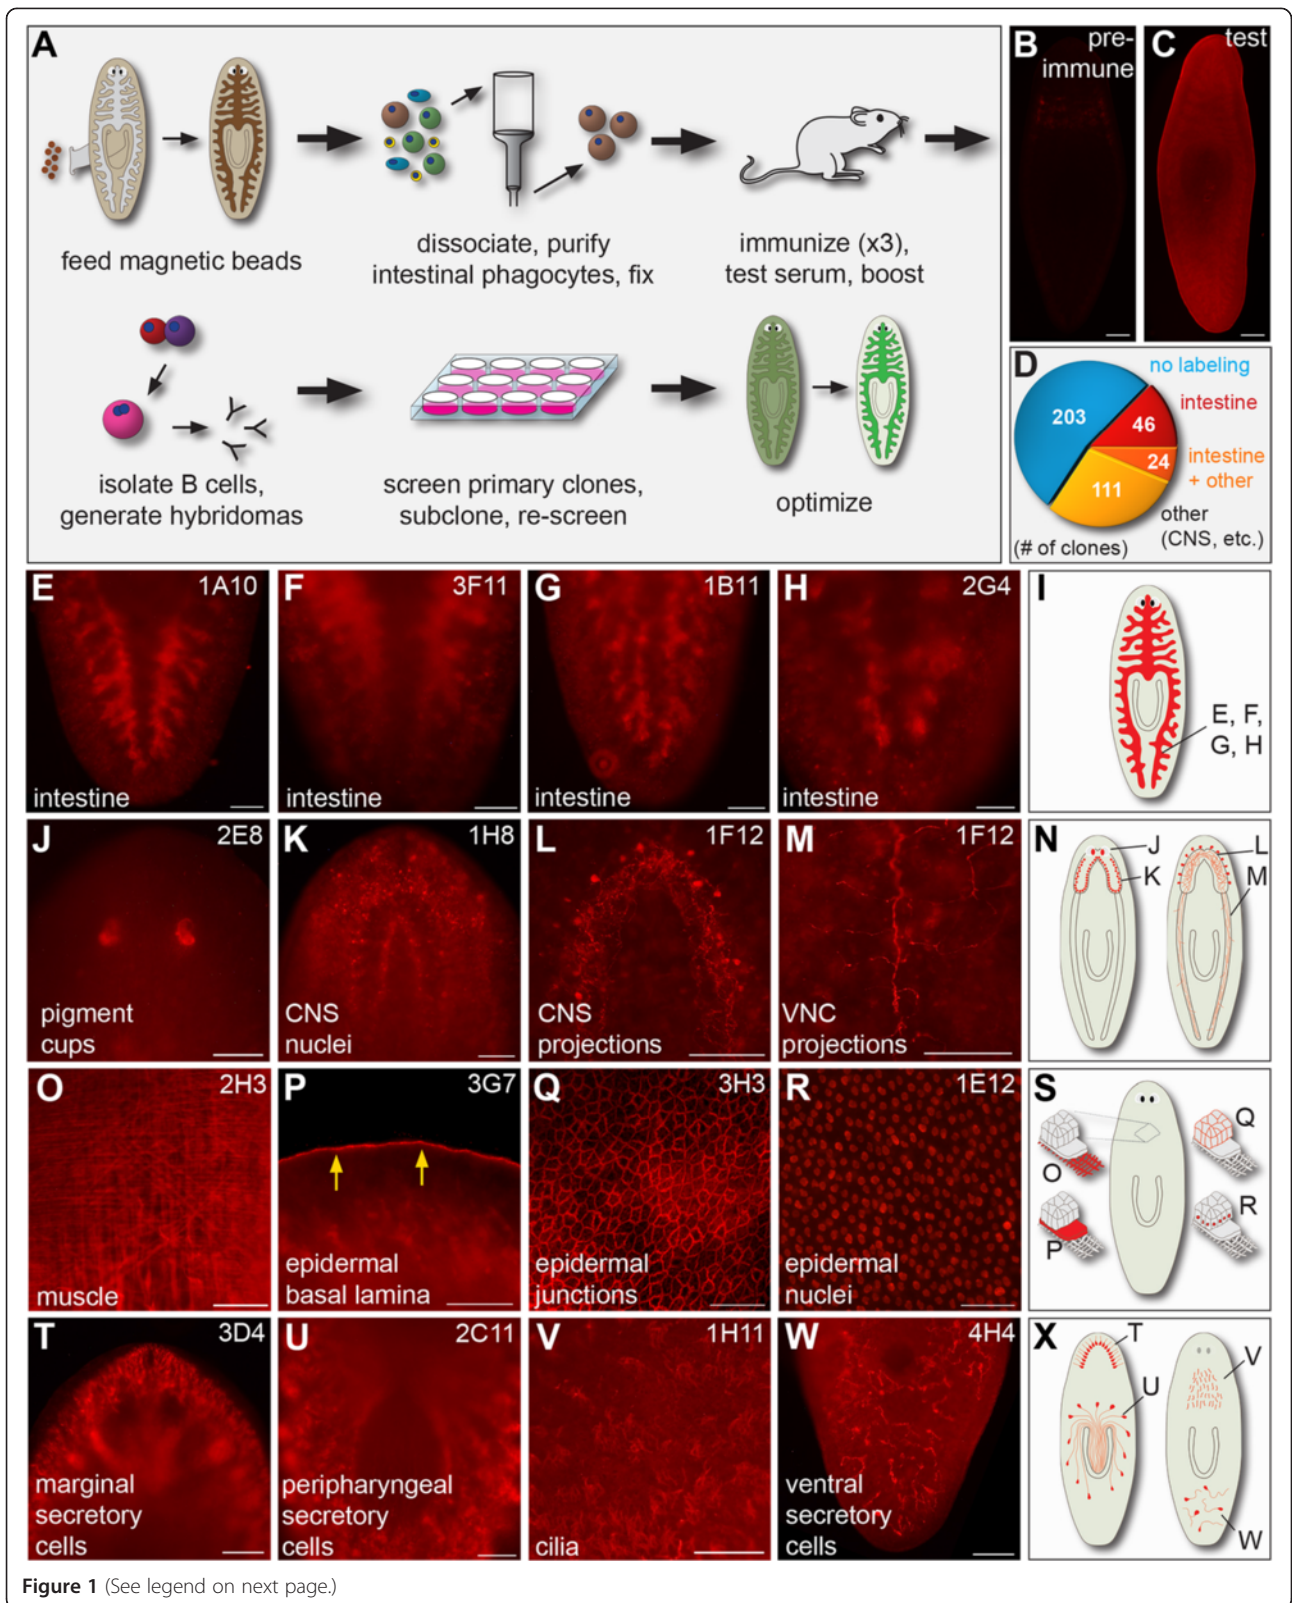 A
feed magnetic beads
dissociate, purify
intestinal phagocytes, fix
immunize (x3),
test serum, boost
isolate B cells,
generate hybridomas
screen primary clones,
subclone, re-screen
optimize
B
pre-
immune
C
test
D
no labeling
203
intestine
46
intestine
+ other
24
111
other
(CNS, etc.)
(# of clones)
E
1A10
intestine
F
3F11
intestine
G
1B11
intestine
H
2G4
intestine
I
E, F,
G, H
J
2E8
pigment
cups
K
1H8
CNS
nuclei
L
1F12
CNS
projections
M
1F12
VNC
projections
N
J
K
L
M
O
2H3
muscle
P
3G7
epidermal
basal lamina
Q
3H3
epidermal
junctions
R
1E12
epidermal
nuclei
S
O
P
Q
R
T
3D4
marginal
secretory
cells
U
2C11
peripharyngeal
secretory
cells
V
1H11
cilia
W
4H4
ventral
secretory
cells
X
T
U
V
W
Figure 1 (See legend on next page.)